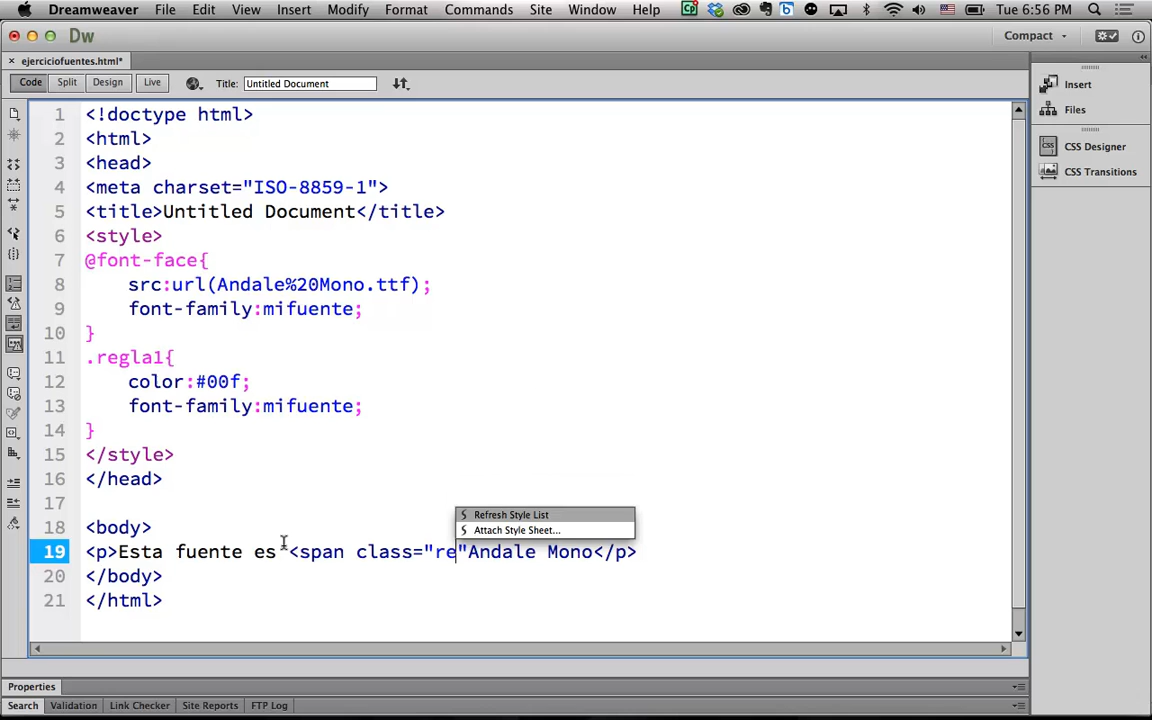 Dreamweaver File Edit View Insert Modify Format Commands Site Window Help Tue 6:56 PM
Dw Compact
ejerciciofuentes.html*
Code Split Design Live Title: Untitled Document
Insert
Files
CSS Designer
CSS Transitions
1 <!doctype html>
2 <html>
3 <head>
4 <meta charset="ISO-8859-1">
5 <title>Untitled Document</title>
6 <style>
7 @font-face{
8 src:url(Andale%20Mono.ttf);
9 font-family:mifuente;
10 }
11 .regla1{
12 color:#00f;
13 font-family:mifuente;
14 }
15 </style>
16 </head>
17
Refresh Style List
Attach Style Sheet...
18 <body>
19 <p>Esta fuente es <span class="re"Andale Mono</p>
20 </body>
21 </html>
Properties
Search Validation Link Checker Site Reports FTP Log